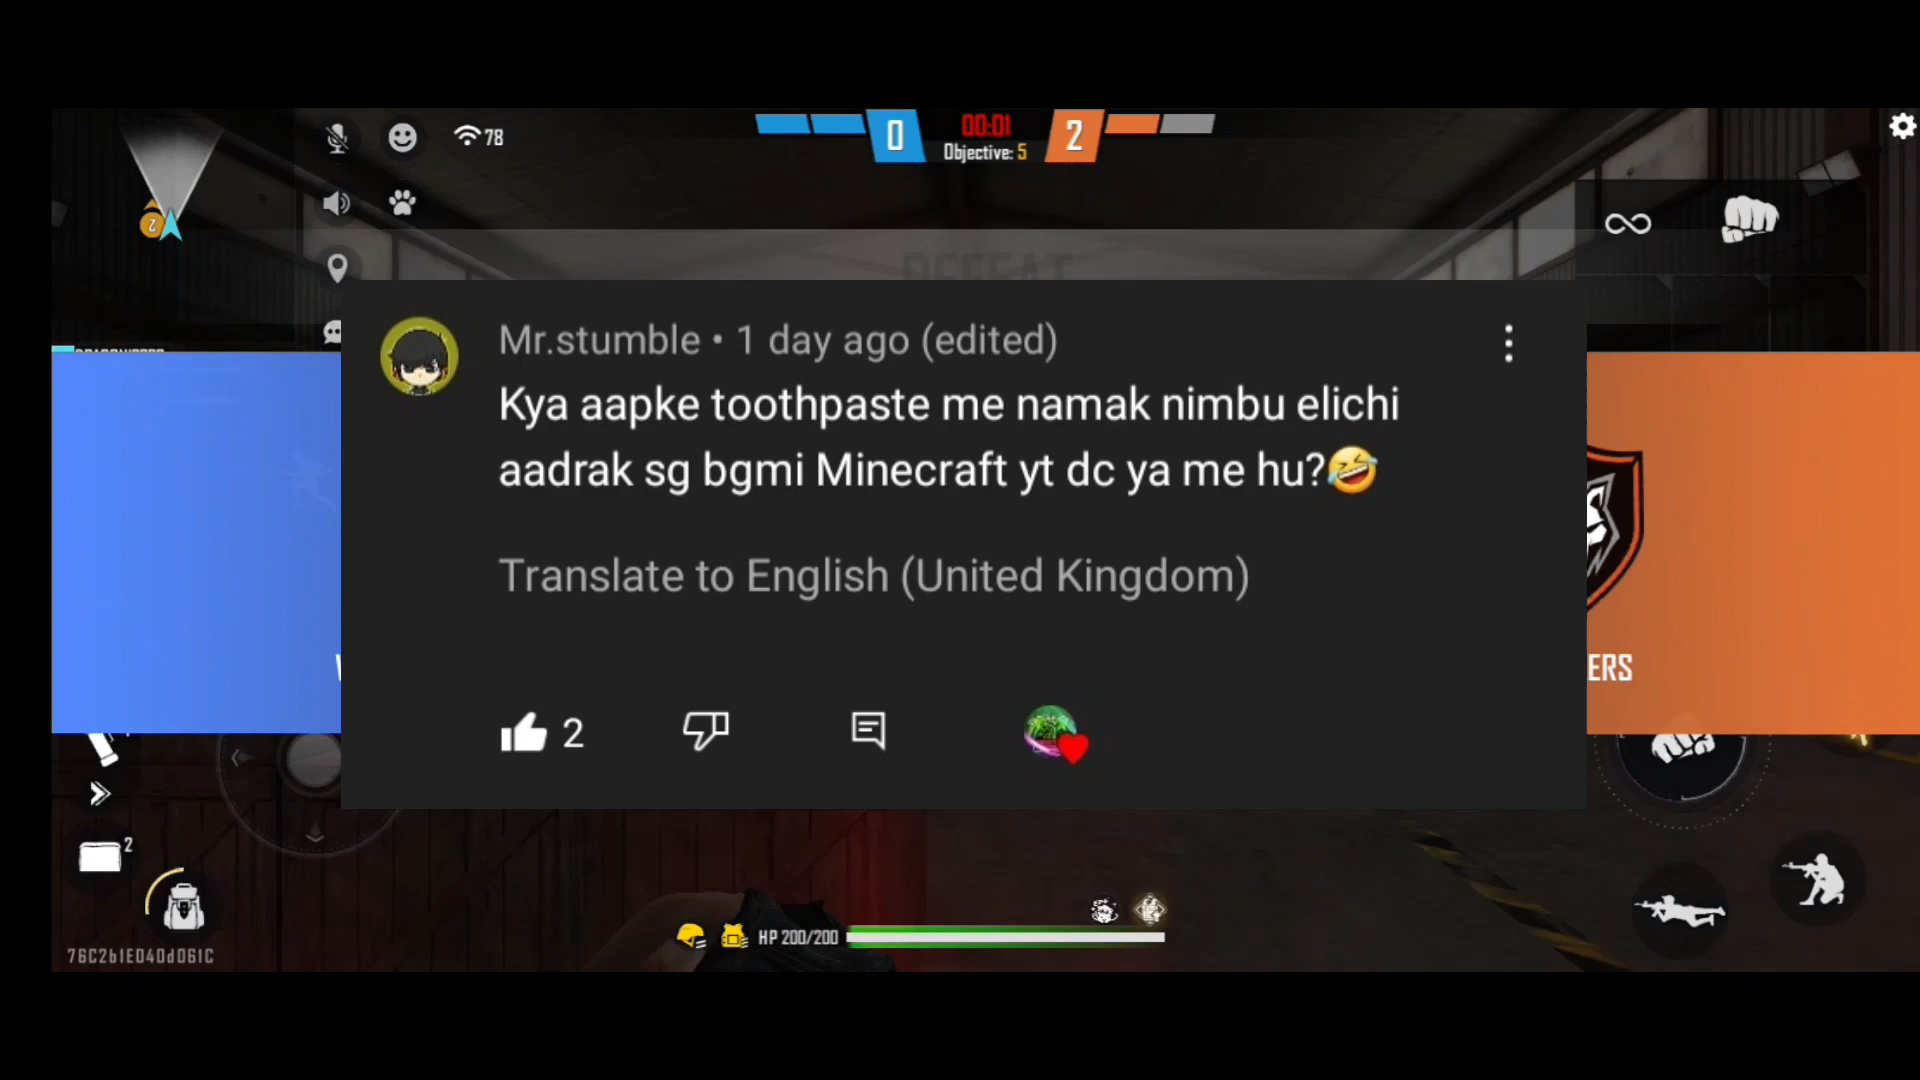 78
0
00:01
2
Objective: 5
DEFEAT
Mr.stumble • 1 day ago (edited)
Kya aapke toothpaste me namak nimbu elichi
aadrak sg bgmi Minecraft yt dc ya me hu?🤣
Translate to English (United Kingdom)
2
ERS
2
HP 200/200
76C2b1E040d061C